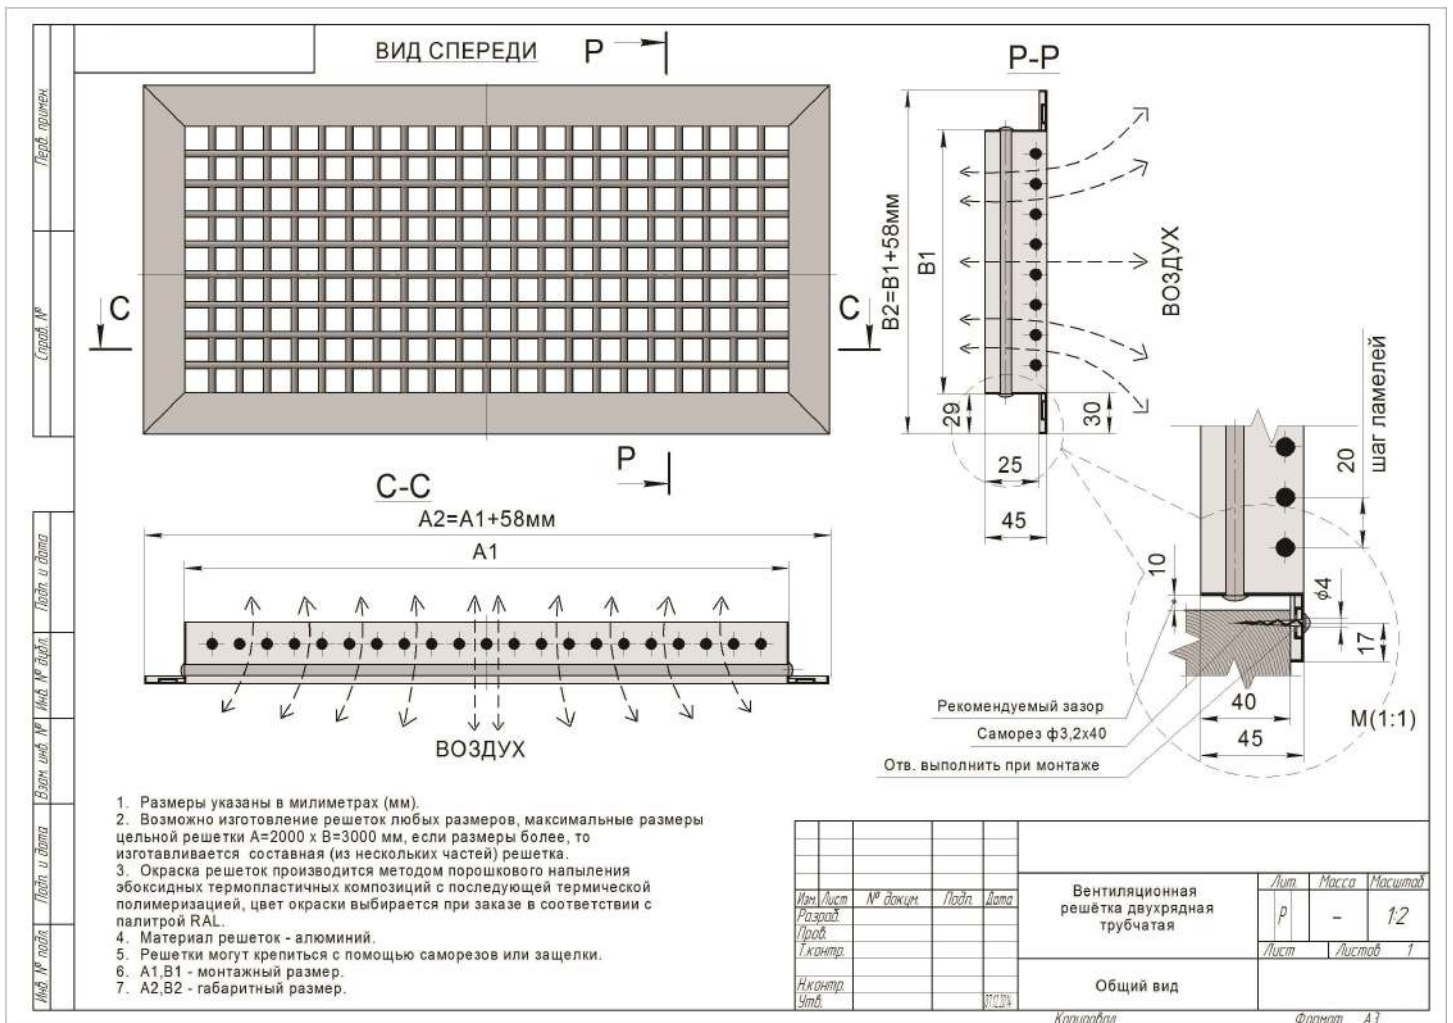 ВИД СПЕРЕДИ
P
P-P
C
C
P
B2=B1+58мм
B1
ВОЗДУХ
29
30
25
45
C-C
A2=A1+58мм
A1
ВОЗДУХ
20
шаг ламелей
10
ф4
17
40
45
M(1:1)
Рекомендуемый зазор
Саморез ф3,2х40
Отв. выполнить при монтаже
1. Размеры указаны в милиметрах (мм).
2. Возможно изготовление решеток любых размеров, максимальные размеры
цельной решетки А=2000 х В=3000 мм, если размеры более, то
изготавливается составная (из нескольких частей) решетка.
3. Окраска решеток производится методом порошкового напыления
эбоксидных термопластичных композиций с последующей термической
полимеризацией, цвет окраски выбирается при заказе в соответствии с
палитрой RAL.
4. Материал решеток - алюминий.
5. Решетки могут крепиться с помощью саморезов или защелки.
6. А1,В1 - монтажный размер.
7. А2,В2 - габаритный размер.
Перв. примен.
Справ. №
Подп. и дата
Инв. № дубл.
Взам. инв. №
Подп. и дата
Инв. № подл.
Изм. Лист № докум. Подп. Дата
Разраб.
Пров.
Т.контр.
Н.контр.
Утв.
Вентиляционная
решётка двухрядная
трубчатая
Общий вид
Лит. Масса Масштаб
Р – 1:2
Лист Листов 1
Копировал Формат А3